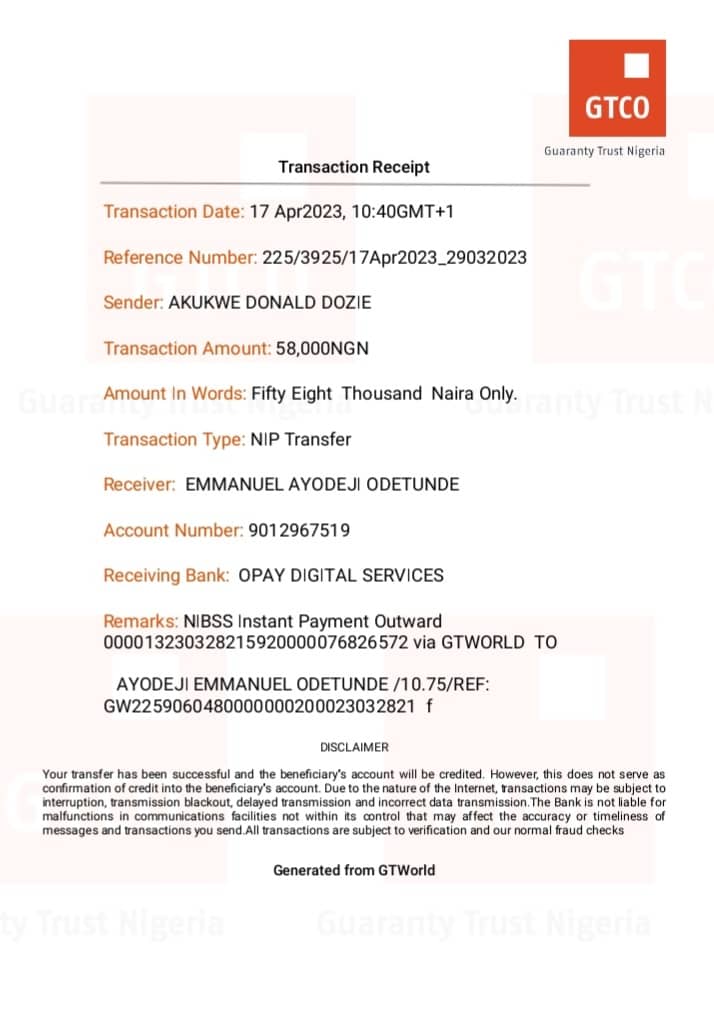 GTCO
Guaranty Trust Nigeria
Transaction Receipt
Transaction Date: 17 Apr2023, 10:40GMT+1
Reference Number: 225/3925/17Apr2023_29032023
Sender: AKUKWE DONALD DOZIE
Transaction Amount: 58,000NGN
Amount In Words: Fifty Eight Thousand Naira Only.
Transaction Type: NIP Transfer
Receiver: EMMANUEL AYODEJI ODETUNDE
Account Number: 9012967519
Receiving Bank: OPAY DIGITAL SERVICES
Remarks: NIBSS Instant Payment Outward
000013230328215920000076826572 via GTWORLD TO
AYODEJI EMMANUEL ODETUNDE /10.75/REF:
GW22590604800000000200023032821 f
DISCLAIMER
Your transfer has been successful and the beneficiary's account will be credited. However, this does not serve as
confirmation of credit into the beneficiary's account. Due to the nature of the Internet, transactions may be subject to
interruption, transmission blackout, delayed transmission and incorrect data transmission.The Bank is not liable for
malfunctions in communications facilities not within its control that may affect the accuracy or timeliness of
messages and transactions you send.All transactions are subject to verification and our normal fraud checks
Generated from GTWorld
ty Trust Nigeria
Guaranty Trust Nigeria